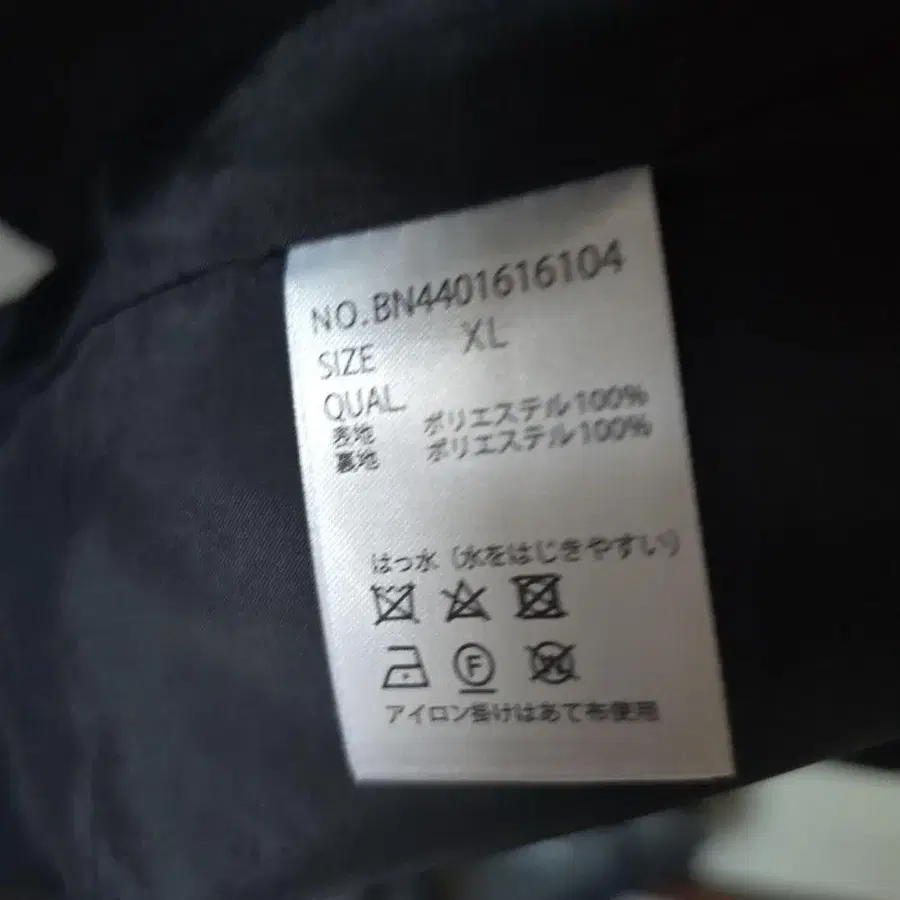 NO.BN4401616104
SIZE XL
QUAL.
表地 ポリエステル100%
裏地 ポリエステル100%
はっ水（水をはじきやすい）
F
W
アイロン掛けはあて布使用